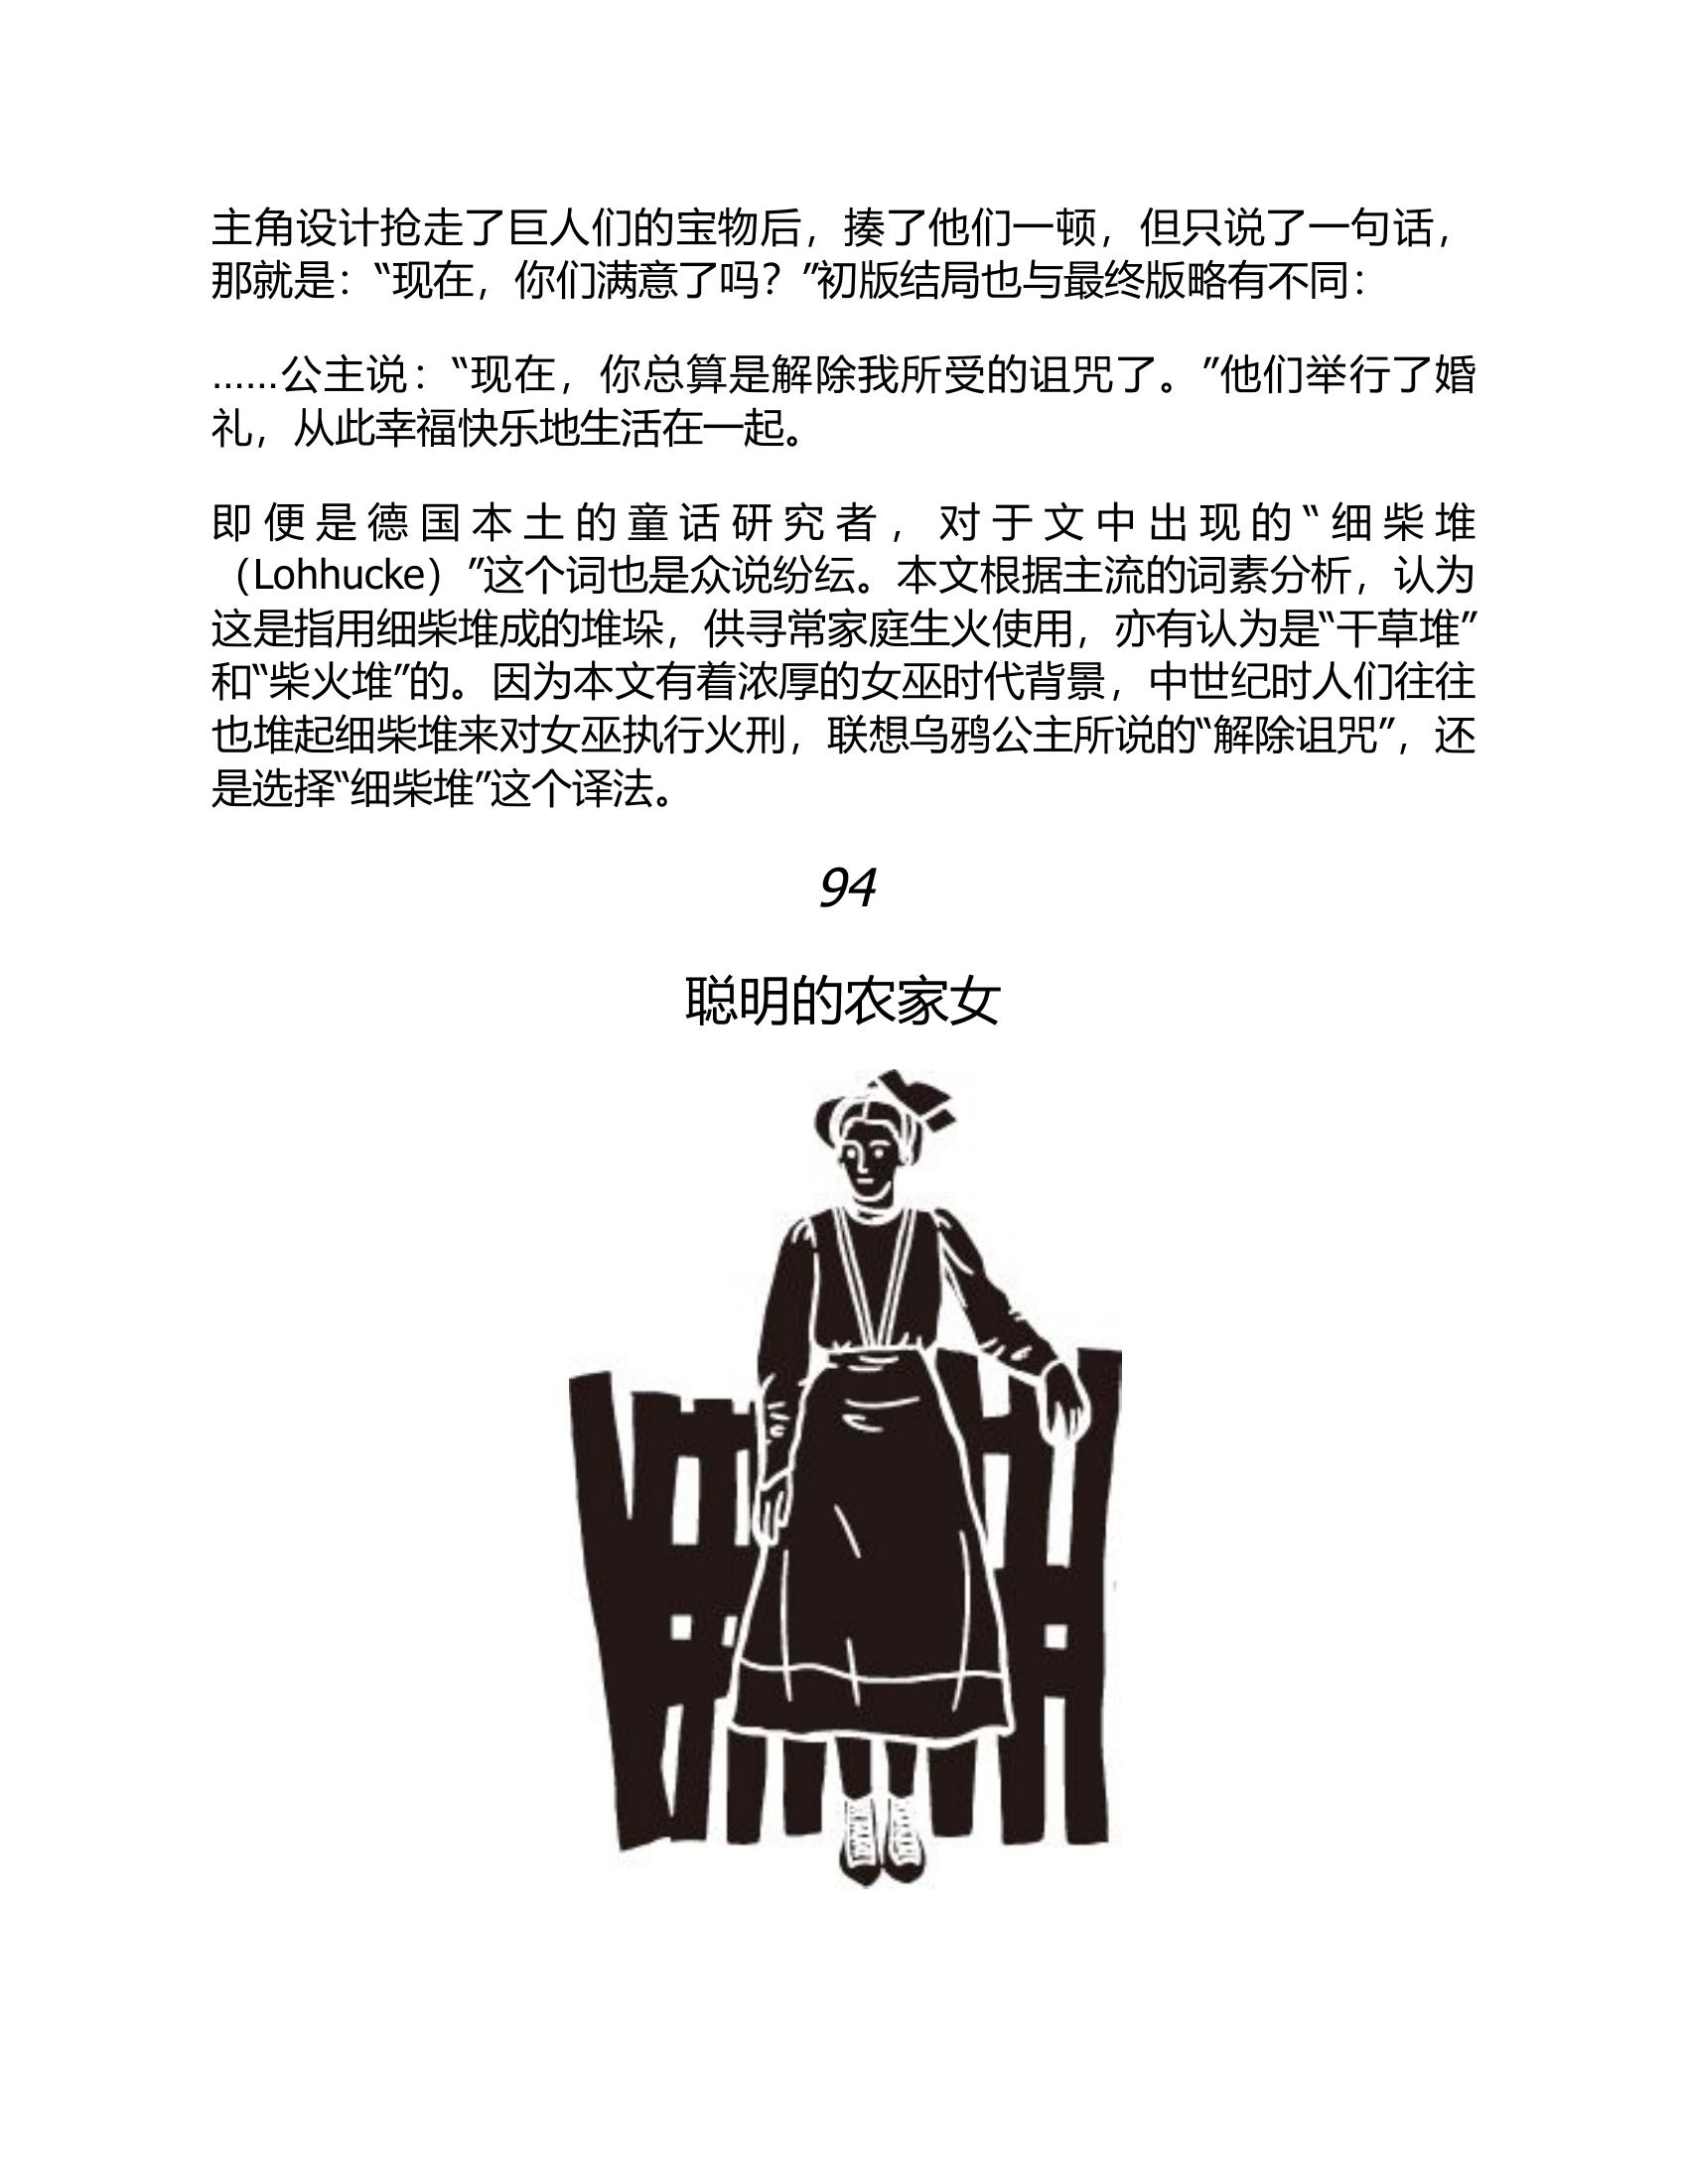 主角设计抢走了巨人们的宝物后，揍了他们一顿，但只说了一句话，
那就是：“现在，你们满意了吗？”初版结局也与最终版略有不同：
……公主说：“现在，你总算是解除我所受的诅咒了。”他们举行了婚
礼，从此幸福快乐地生活在一起。
即便是德国本土的童话研究者，对于文中出现的“细柴堆
（Lohhucke）”这个词也是众说纷纭。本文根据主流的词素分析，认为
这是指用细柴堆成的堆垛，供寻常家庭生火使用，亦有认为是“干草堆”
和“柴火堆”的。因为本文有着浓厚的女巫时代背景，中世纪时人们往往
也堆起细柴堆来对女巫执行火刑，联想乌鸦公主所说的“解除诅咒”，还
是选择“细柴堆”这个译法。
94
聪明的农家女